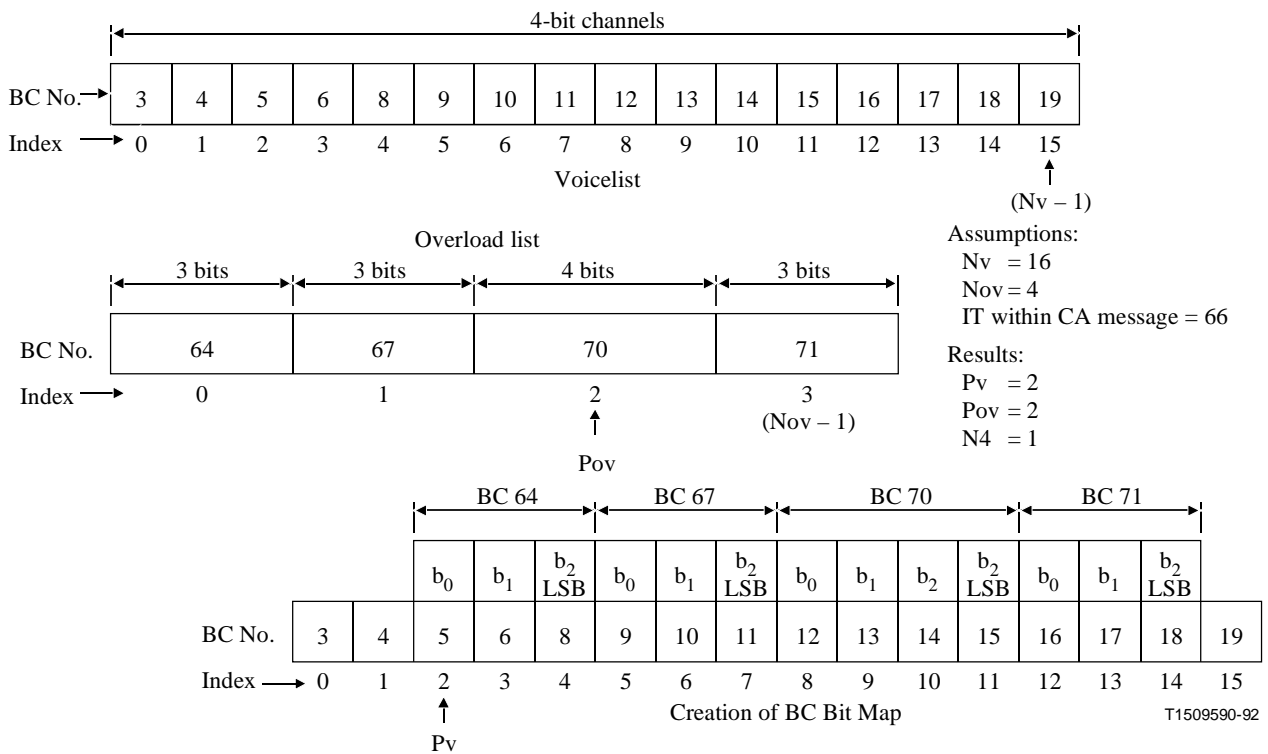 4-bit channels
BC No. 3 4 5 6 8 9 10 11 12 13 14 15 16 17 18 19
Index 0 1 2 3 4 5 6 7 8 9 10 11 12 13 14 15
Voicelist
(Nv – 1)
Overload list
3 bits 3 bits 4 bits 3 bits
BC No. 64 67 70 71
Index 0 1 2 3
(Nov – 1)
Pov
Assumptions:
Nv = 16
Nov = 4
IT within CA message = 66
Results:
Pv = 2
Pov = 2
N4 = 1
BC 64 BC 67 BC 70 BC 71
b0 b1 b2 LSB b0 b1 b2 LSB b0 b1 b2 b2 LSB b0 b1 b2 LSB
BC No. 3 4 5 6 8 9 10 11 12 13 14 15 16 17 18 19
Index 0 1 2 3 4 5 6 7 8 9 10 11 12 13 14 15
Creation of BC Bit Map
T1509590-92
Pv